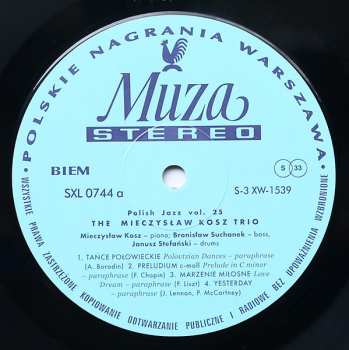 • POLSKIE NAGRANIA WARSZAWA •
Muza
STEREO
BIEM
S 33
SXL 0744 a
S-3 XW-1539
Polish Jazz vol. 25
THE MIECZYSŁAW KOSZ TRIO
Mieczysław Kosz – piano; Bronisław Suchanek – bass,
Janusz Stefański – drums
1. TANCE POŁOWIECKIE Polovtsian Dances – paraphrase
(A. Borodin) 2. PRELUDIUM c-moll Prelude in C minor
– paraphrase (F. Chopin) 3. MARZENIE MIŁOSNE Love
Dream – paraphrase (F. Liszt) 4. YESTERDAY
– paraphrase (J. Lennon, P. McCartney)
WSZYSTKIE PRAWA ZASTRZEŻONE. KOPIOWANIE ODTWARZANIE PUBLICZNE I RADIOWE BEZ UPOWAŻNIENIA WZBRONIONE